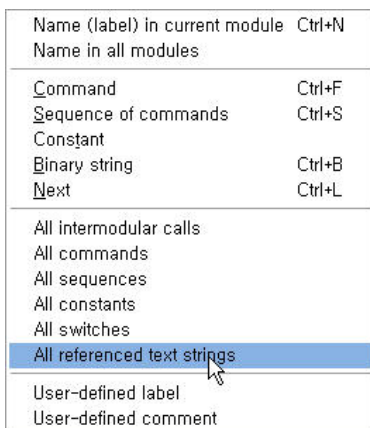 Name (label) in current module Ctrl+N
Name in all modules
Command Ctrl+F
Sequence of commands Ctrl+S
Constant
Binary string Ctrl+B
Next Ctrl+L
All intermodular calls
All commands
All sequences
All constants
All switches
All referenced text strings
User-defined label
User-defined comment